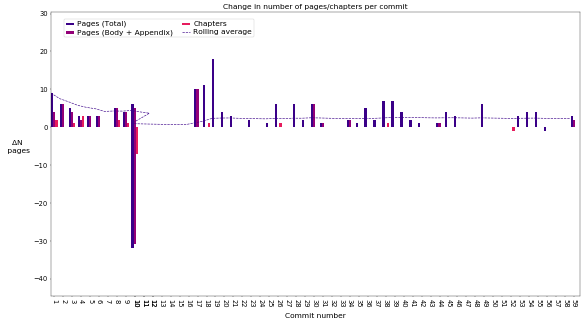 Change in number of pages/chapters per commit
Pages (Total)
Pages (Body + Appendix)
Chapters
Rolling average
30
20
10
0
−10
−20
−30
−40
ΔN
pages
1 2 3 4 5 6 7 8 9 10 11 12 13 14 15 16 17 18 19 20 21 22 23 24 25 26 27 28 29 30 31 32 33 34 35 36 37 38 39 40 41 42 43 44 45 46 47 48 49 50 51 52 53 54 55 56 57 58 59
Commit number